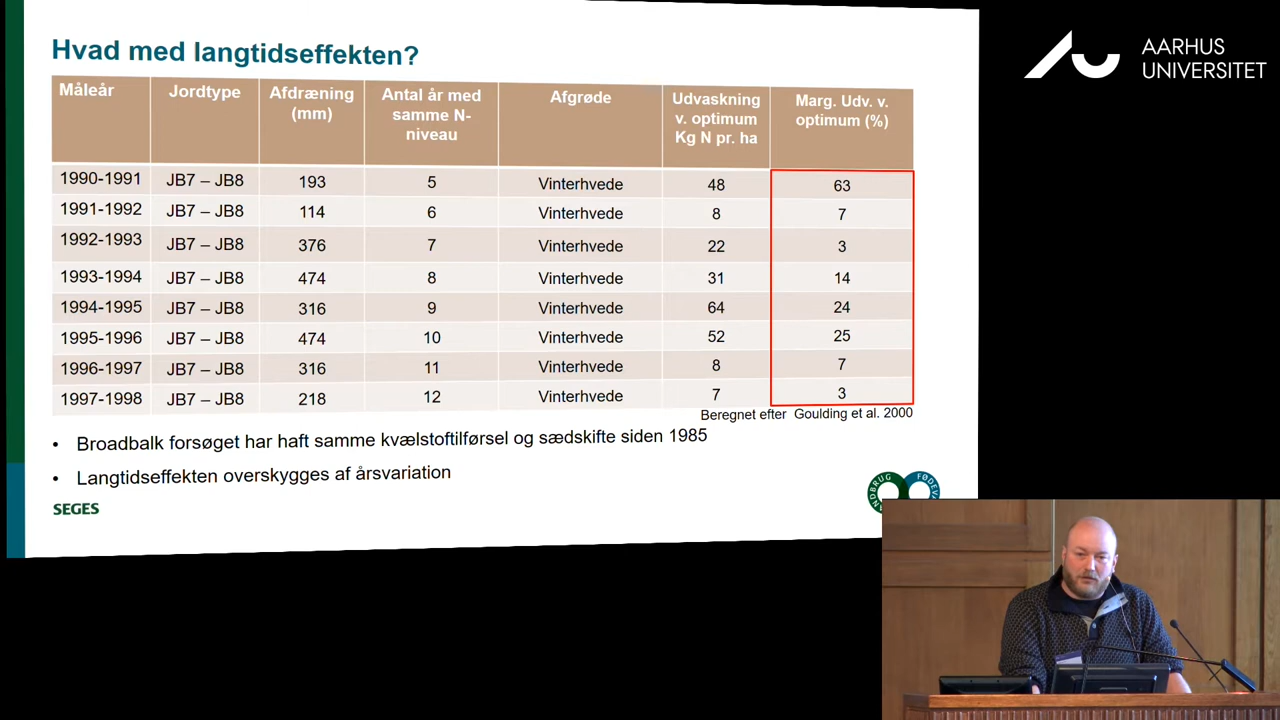 Hvad med langtidseffekten?
Måleår Jordtype Afdræning (mm) Antal år med samme N-niveau Afgrøde Udvaskning v. optimum Kg N pr. ha Marg. Udv. v. optimum (%)
1990-1991 JB7 – JB8 193 5 Vinterhvede 48 63
1991-1992 JB7 – JB8 114 6 Vinterhvede 8 7
1992-1993 JB7 – JB8 376 7 Vinterhvede 22 3
1993-1994 JB7 – JB8 474 8 Vinterhvede 31 14
1994-1995 JB7 – JB8 316 9 Vinterhvede 64 24
1995-1996 JB7 – JB8 474 10 Vinterhvede 52 25
1996-1997 JB7 – JB8 316 11 Vinterhvede 8 7
1997-1998 JB7 – JB8 218 12 Vinterhvede 7 3
Beregnet efter Goulding et al. 2000
• Broadbalk forsøget har haft samme kvælstoftilførsel og sædskifte siden 1985
• Langtidseffekten overskygges af årsvariation
SEGES
AARHUS
UNIVERSITET